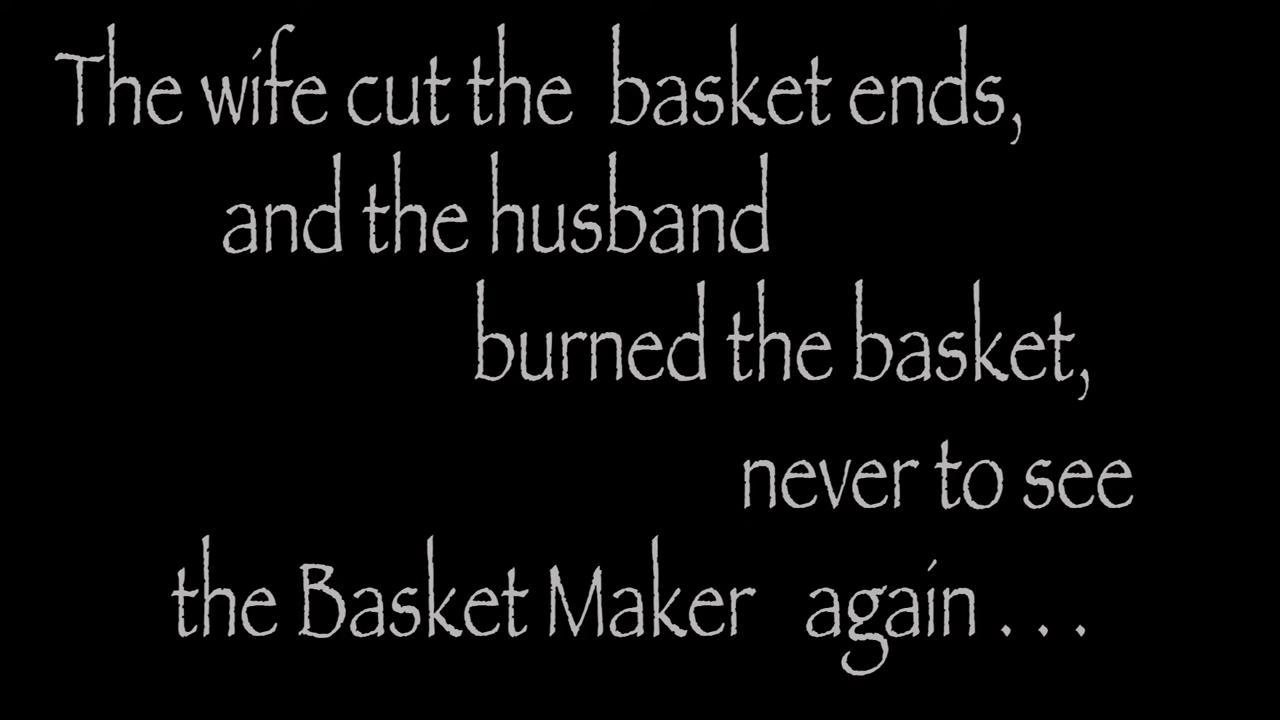 The wife cut the basket ends,
and the husband
burned the basket,
never to see
the Basket Maker again . . .